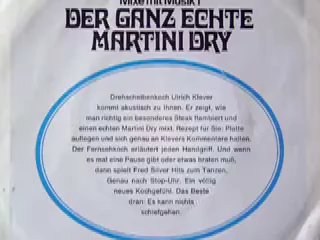 Mixe mit Musik 1
DER GANZ ECHTE
MARTINI DRY
Drehscheibenkoch Ulrich Klever
kommt akustisch zu Ihnen. Er zeigt, wie
man richtig ein besonderes Steak flambiert und
einen echten Martini Dry mixt. Rezept für Sie: Platte
auflegen und sich genau an Klevers Kommentare halten.
Der Fernsehkoch erläutert jeden Handgriff. Und wenn
es mal eine Pause gibt oder etwas braten muß,
dann spielt Fred Silver Hits zum Tanzen,
Genau nach Stop-Uhr. Ein völlig
neues Kochgefühl. Das Beste
dran: Es kann nichts
schiefgehen.